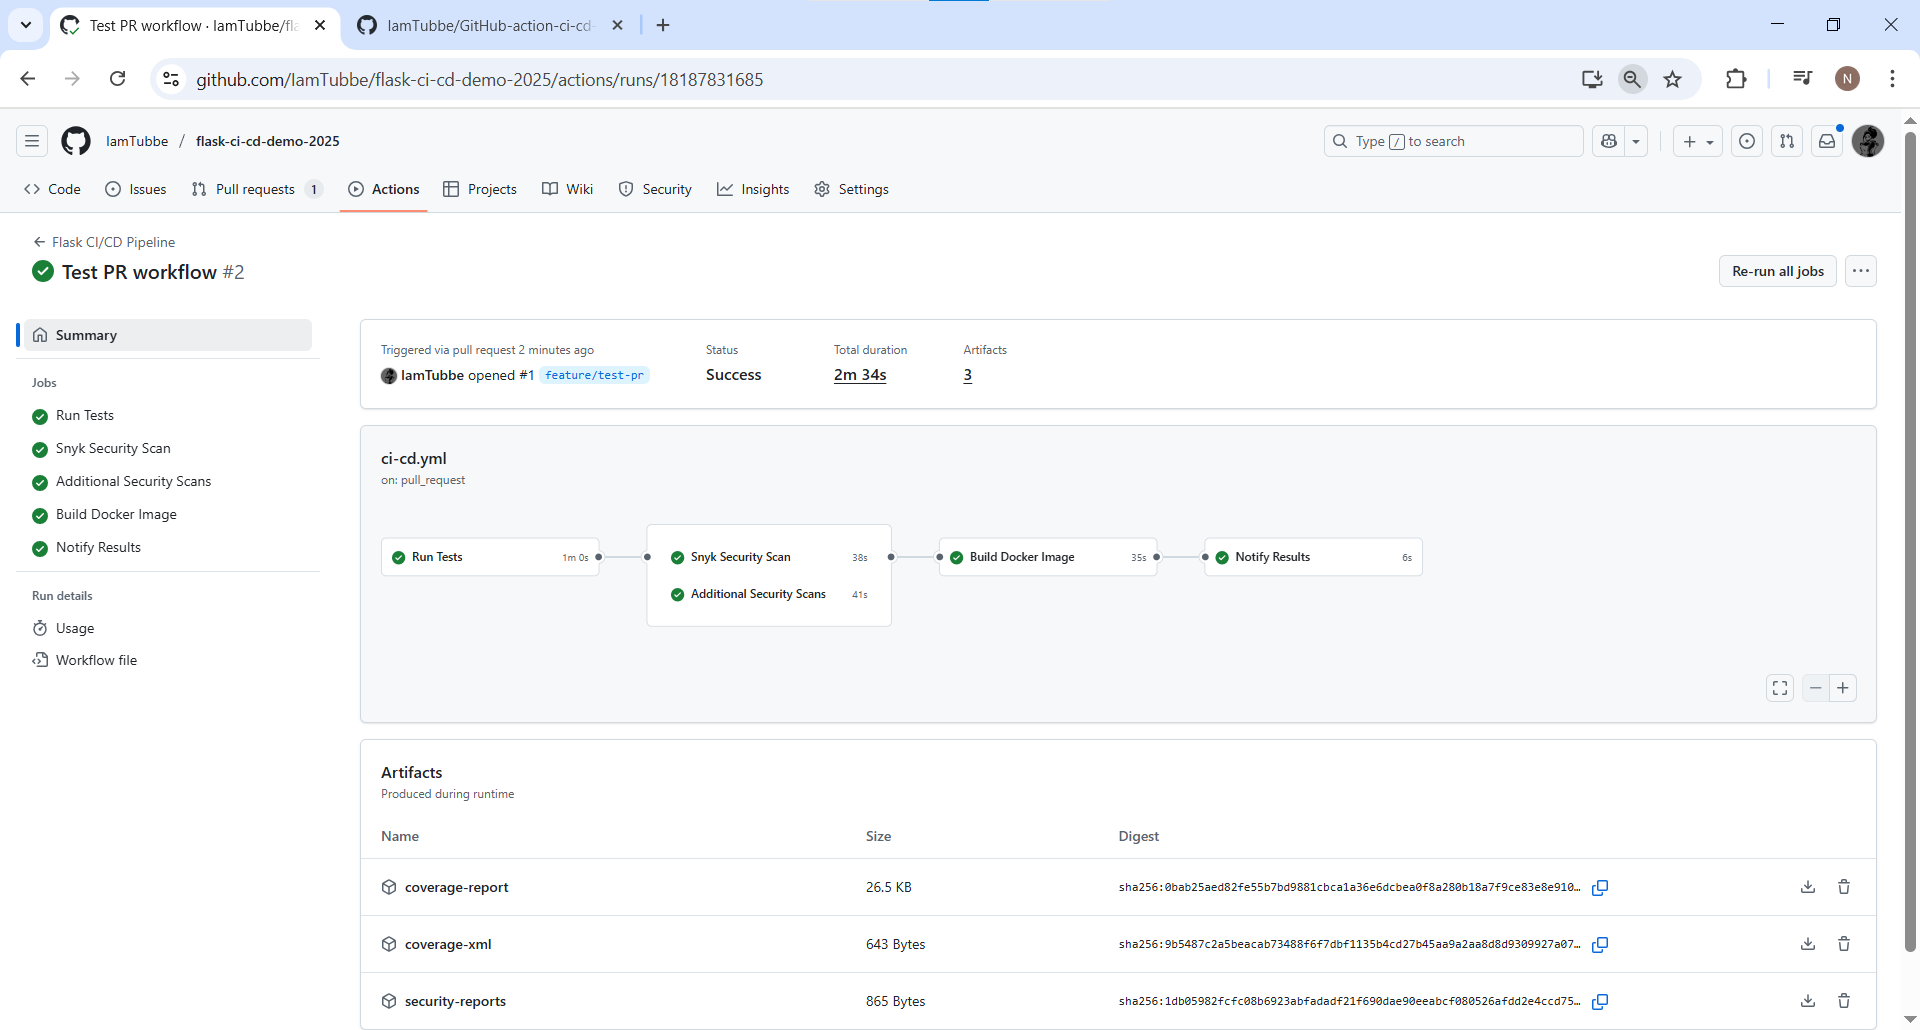 Test PR workflow · IamTubbe/fla
IamTubbe/GitHub-action-ci-cd-
github.com/IamTubbe/flask-ci-cd-demo-2025/actions/runs/18187831685
N
IamTubbe / flask-ci-cd-demo-2025
Type / to search
Code
Issues
Pull requests 1
Actions
Projects
Wiki
Security
Insights
Settings
← Flask CI/CD Pipeline
Test PR workflow #2
Re-run all jobs
Summary
Jobs
Run Tests
Snyk Security Scan
Additional Security Scans
Build Docker Image
Notify Results
Run details
Usage
Workflow file
Triggered via pull request 2 minutes ago
IamTubbe opened #1 feature/test-pr
Status
Success
Total duration
2m 34s
Artifacts
3
ci-cd.yml
on: pull_request
Run Tests 1m 0s
Snyk Security Scan 38s
Additional Security Scans 41s
Build Docker Image 35s
Notify Results 6s
Artifacts
Produced during runtime
Name Size Digest
coverage-report 26.5 KB sha256:0bab25aed82fe55b7bd9881cbca1a36e6dcbea0f8a280b18a7f9ce83e8e910…
coverage-xml 643 Bytes sha256:9b5487c2a5beacab73488f6f7dbf1135b4cd27b45aa9a2aa8d8d9309927a07…
security-reports 865 Bytes sha256:1db05982fcfc08b6923abfadadf21f690dae90eeabcf080526afdd2e4ccd75…